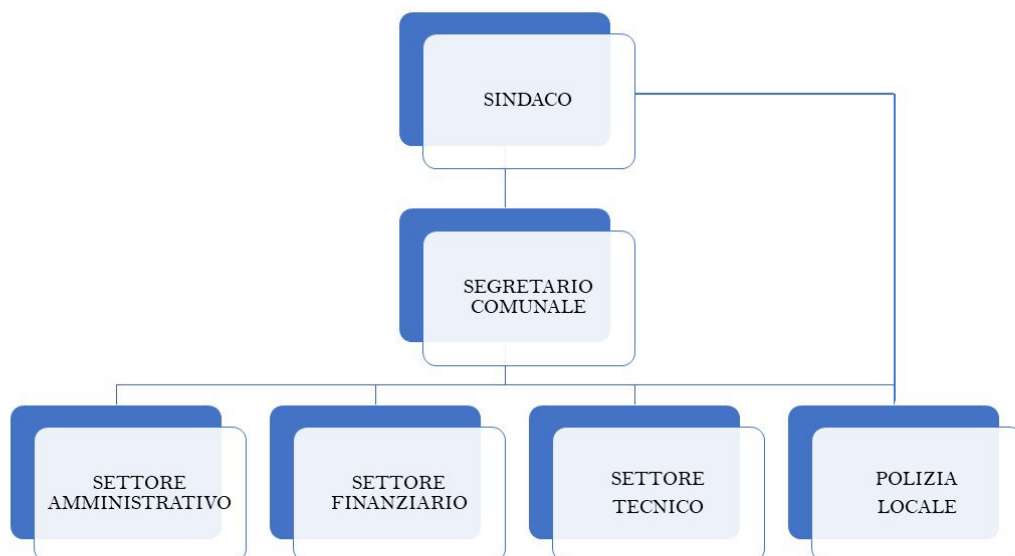 SINDACO
SEGRETARIO
COMUNALE
SETTORE
AMMINISTRATIVO
SETTORE
FINANZIARIO
SETTORE
TECNICO
POLIZIA
LOCALE